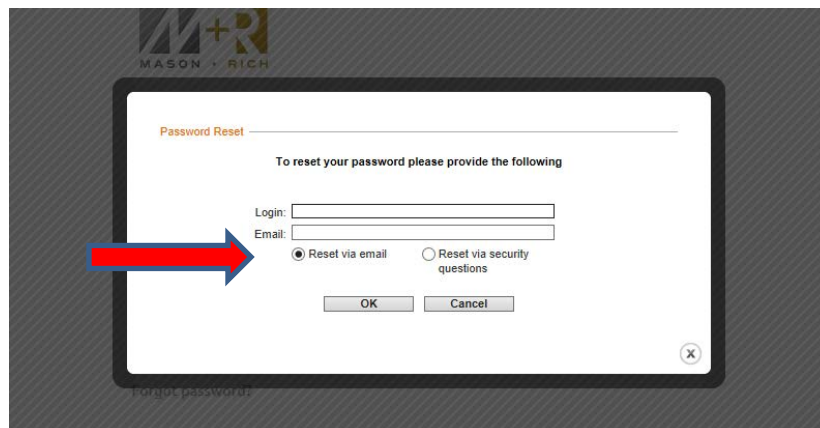 M+R
MASON + RICH
Password Reset
To reset your password please provide the following
Login:
Email:
Reset via email
Reset via security
questions
OK
Cancel
X
Forgot password?